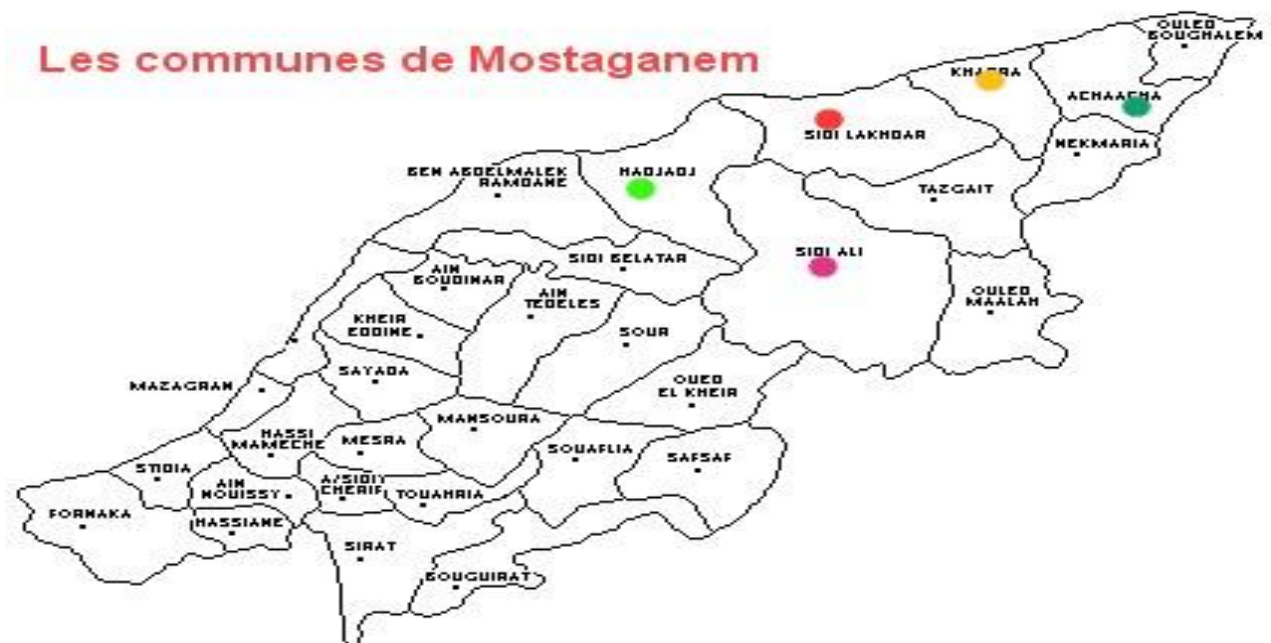 Les communes de Mostaganem
OULED
BOUGHALEM
KHADRA
ACHAACHA
SIDI LAKHDAR
NEKMARIA
BEN ABDELMALEK
RAMDANE
HADJADJ
TAZGAIT
SIDI ALI
SIDI BELATAR
AIN
BOUDINAR
AIN
TEDELES
OULED
MAALAH
KHEIR
EDDINE
SOUR
SAYADA
MAZAGRAN
OUED
EL KHEIR
MANSOURA
HASSI
MAMECHE
MESRA
SOUAFLIA
SAFSAF
STIDIA
AIN
NOUISSY
A/SIDI
CHERIF
TOUAHRIA
FORNAKA
HASSIANE
SIRAT
BOUGUIRAT